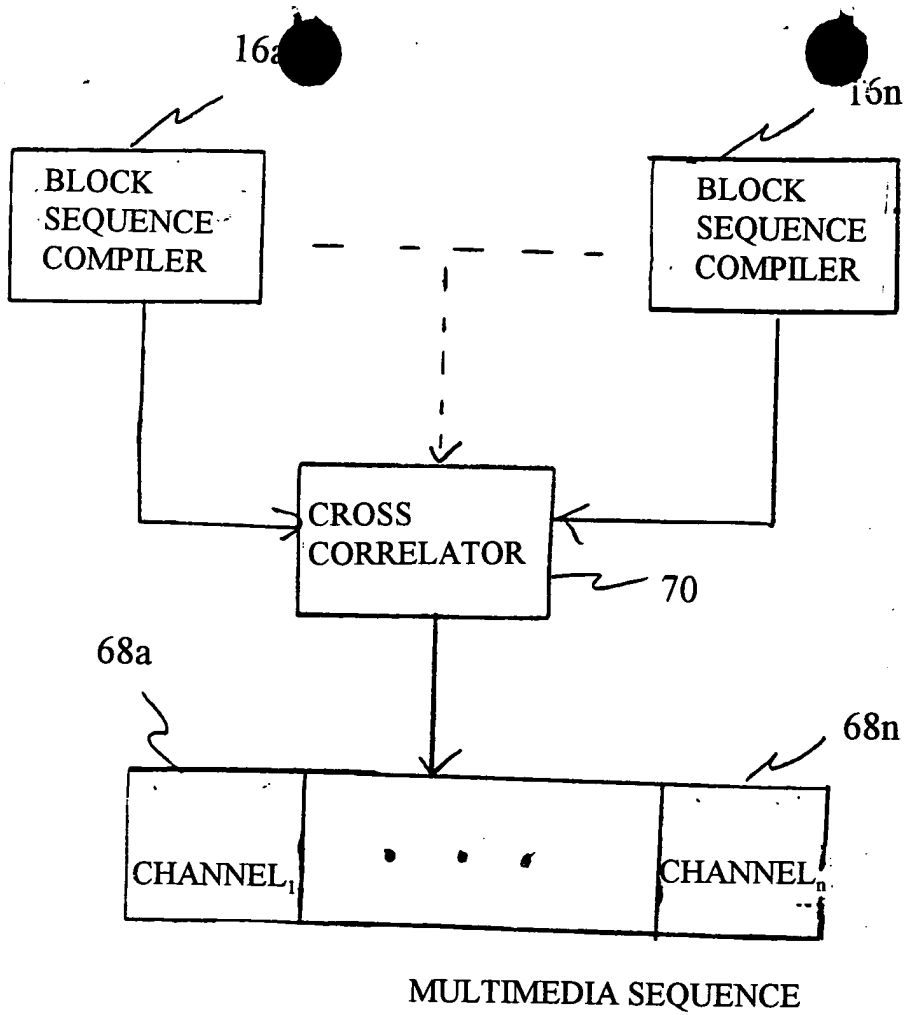 16a
16n
BLOCK
SEQUENCE
COMPILER
BLOCK
SEQUENCE
COMPILER
CROSS
CORRELATOR
70
68a
68n
CHANNEL₁
CHANNELₙ
MULTIMEDIA SEQUENCE